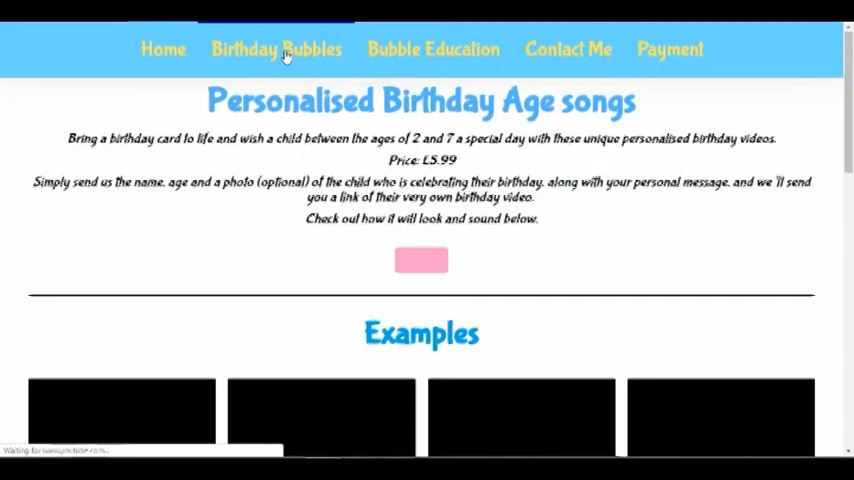 Home Birthday Bubbles Bubble Education Contact Me Payment
Personalised Birthday Age songs
Bring a birthday card to life and wish a child between the ages of 2 and 7 a special day with these unique personalised birthday videos.
Price: £5.99
Simply send us the name, age and a photo (optional) of the child who is celebrating their birthday, along with your personal message, and we 'll send
you a link of their very own birthday video.
Check out how it will look and sound below.
Examples
Waiting for